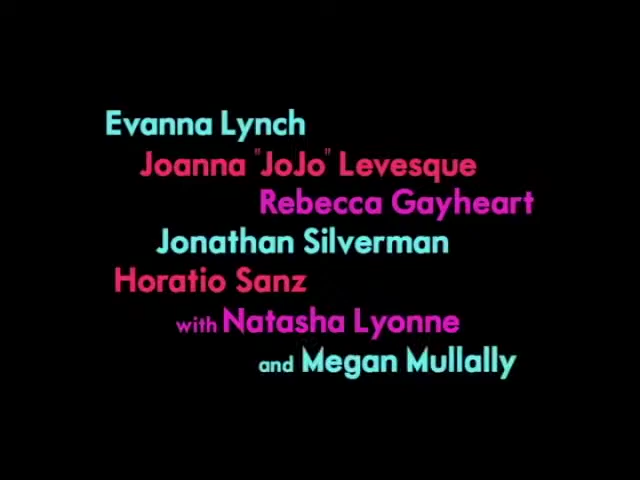 Evanna Lynch
Joanna "JoJo" Levesque
Rebecca Gayheart
Jonathan Silverman
Horatio Sanz
with Natasha Lyonne
and Megan Mullally